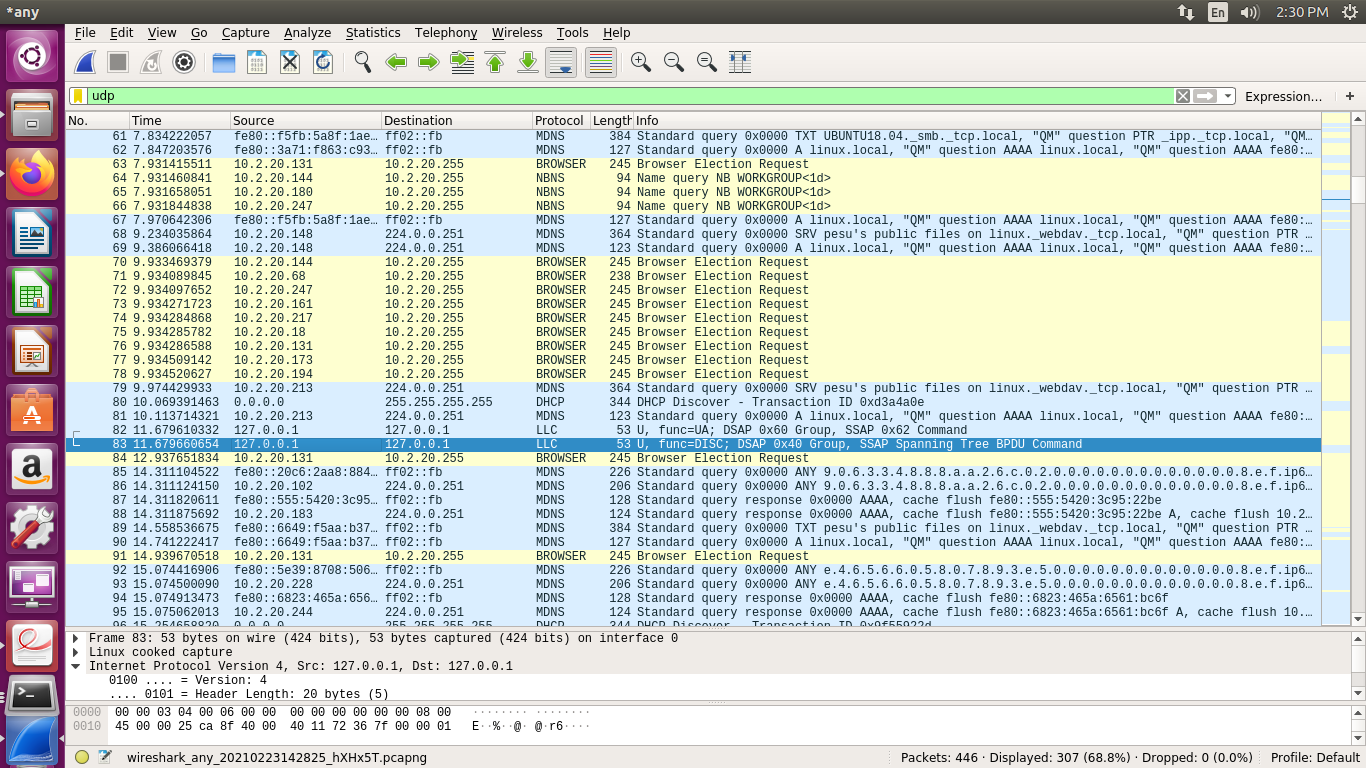 *any
En
2:30 PM
File Edit View Go Capture Analyze Statistics Telephony Wireless Tools Help
udp
Expression… +
No. Time Source Destination Protocol Length Info
61 7.834222057 fe80::f5fb:5a8f:1ae… ff02::fb MDNS 384 Standard query 0x0000 TXT UBUNTU18.04._smb._tcp.local, "QM" question PTR _ipp._tcp.local, "QM…
62 7.847203576 fe80::3a71:f863:c93… ff02::fb MDNS 127 Standard query 0x0000 A linux.local, "QM" question AAAA linux.local, "QM" question AAAA fe80:…
63 7.931415511 10.2.20.131 10.2.20.255 BROWSER 245 Browser Election Request
64 7.931460841 10.2.20.144 10.2.20.255 NBNS 94 Name query NB WORKGROUP<1d>
65 7.931658051 10.2.20.180 10.2.20.255 NBNS 94 Name query NB WORKGROUP<1d>
66 7.931844838 10.2.20.247 10.2.20.255 NBNS 94 Name query NB WORKGROUP<1d>
67 7.970642306 fe80::f5fb:5a8f:1ae… ff02::fb MDNS 127 Standard query 0x0000 A linux.local, "QM" question AAAA linux.local, "QM" question AAAA fe80:…
68 9.234035864 10.2.20.148 224.0.0.251 MDNS 364 Standard query 0x0000 SRV pesu's public files on linux._webdav._tcp.local, "QM" question PTR …
69 9.386066418 10.2.20.148 224.0.0.251 MDNS 123 Standard query 0x0000 A linux.local, "QM" question AAAA linux.local, "QM" question AAAA fe80:…
70 9.933469379 10.2.20.144 10.2.20.255 BROWSER 245 Browser Election Request
71 9.934089845 10.2.20.68 10.2.20.255 BROWSER 238 Browser Election Request
72 9.934097652 10.2.20.247 10.2.20.255 BROWSER 245 Browser Election Request
73 9.934271723 10.2.20.161 10.2.20.255 BROWSER 245 Browser Election Request
74 9.934284868 10.2.20.217 10.2.20.255 BROWSER 245 Browser Election Request
75 9.934285782 10.2.20.18 10.2.20.255 BROWSER 245 Browser Election Request
76 9.934286588 10.2.20.131 10.2.20.255 BROWSER 245 Browser Election Request
77 9.934509142 10.2.20.173 10.2.20.255 BROWSER 245 Browser Election Request
78 9.934520627 10.2.20.194 10.2.20.255 BROWSER 245 Browser Election Request
79 9.974429933 10.2.20.213 224.0.0.251 MDNS 364 Standard query 0x0000 SRV pesu's public files on linux._webdav._tcp.local, "QM" question PTR …
80 10.069391463 0.0.0.0 255.255.255.255 DHCP 344 DHCP Discover - Transaction ID 0xd3a4a0e
81 10.113714321 10.2.20.213 224.0.0.251 MDNS 123 Standard query 0x0000 A linux.local, "QM" question AAAA linux.local, "QM" question AAAA fe80:…
82 11.679610332 127.0.0.1 127.0.0.1 LLC 53 U, func=UA; DSAP 0x60 Group, SSAP 0x62 Command
83 11.679660654 127.0.0.1 127.0.0.1 LLC 53 U, func=DISC; DSAP 0x40 Group, SSAP Spanning Tree BPDU Command
84 12.937651834 10.2.20.131 10.2.20.255 BROWSER 245 Browser Election Request
85 14.311104522 fe80::20c6:2aa8:884… ff02::fb MDNS 226 Standard query 0x0000 ANY 9.0.6.3.3.4.8.8.8.a.a.2.6.c.0.2.0.0.0.0.0.0.0.0.0.0.0.0.0.8.e.f.ip6…
86 14.311124150 10.2.20.102 224.0.0.251 MDNS 206 Standard query 0x0000 ANY 9.0.6.3.3.4.8.8.8.a.a.2.6.c.0.2.0.0.0.0.0.0.0.0.0.0.0.0.0.8.e.f.ip6…
87 14.311820611 fe80::555:5420:3c95… ff02::fb MDNS 128 Standard query response 0x0000 AAAA, cache flush fe80::555:5420:3c95:22be
88 14.311875692 10.2.20.183 224.0.0.251 MDNS 124 Standard query response 0x0000 AAAA, cache flush fe80::555:5420:3c95:22be A, cache flush 10.2…
89 14.558536675 fe80::6649:f5aa:b37… ff02::fb MDNS 384 Standard query 0x0000 TXT pesu's public files on linux._webdav._tcp.local, "QM" question PTR …
90 14.741222417 fe80::6649:f5aa:b37… ff02::fb MDNS 127 Standard query 0x0000 A linux.local, "QM" question AAAA linux.local, "QM" question AAAA fe80:…
91 14.939670518 10.2.20.131 10.2.20.255 BROWSER 245 Browser Election Request
92 15.074416906 fe80::5e39:8708:506… ff02::fb MDNS 226 Standard query 0x0000 ANY e.4.6.5.6.0.5.8.0.7.8.9.3.e.5.0.0.0.0.0.0.0.0.0.0.0.0.0.0.8.e.f.ip6…
93 15.074500090 10.2.20.228 224.0.0.251 MDNS 206 Standard query 0x0000 ANY e.4.6.5.6.0.5.8.0.7.8.9.3.e.5.0.0.0.0.0.0.0.0.0.0.0.0.0.0.8.e.f.ip6…
94 15.074913473 fe80::6823:465a:656… ff02::fb MDNS 128 Standard query response 0x0000 AAAA, cache flush fe80::6823:465a:6561:bc6f
95 15.075062013 10.2.20.244 224.0.0.251 MDNS 124 Standard query response 0x0000 AAAA, cache flush fe80::6823:465a:6561:bc6f A, cache flush 10.…
96 15.254658820 0.0.0.0 255.255.255.255 DHCP 344 DHCP Discover - Transaction ID 0x9f55922d
Frame 83: 53 bytes on wire (424 bits), 53 bytes captured (424 bits) on interface 0
Linux cooked capture
Internet Protocol Version 4, Src: 127.0.0.1, Dst: 127.0.0.1
0100 .... = Version: 4
.... 0101 = Header Length: 20 bytes (5)
0000 00 00 03 04 00 06 00 00 00 00 00 00 00 00 08 00 ········ ········
0010 45 00 00 25 ca 8f 40 00 40 11 72 36 7f 00 00 01 E··%··@· @·r6····
wireshark_any_20210223142825_hXHx5T.pcapng
Packets: 446 · Displayed: 307 (68.8%) · Dropped: 0 (0.0%)
Profile: Default